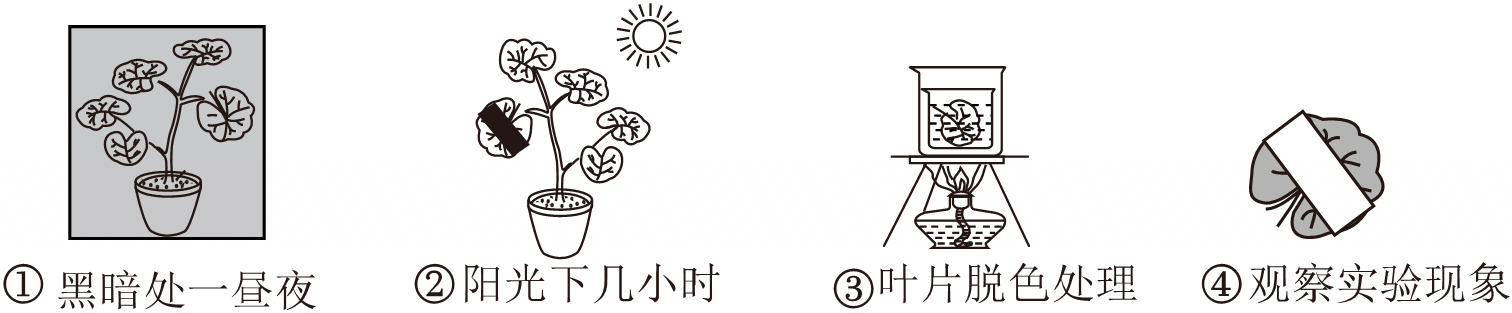 ① 黑暗处一昼夜
②阳光下几小时
③叶片脱色处理
④观察实验现象